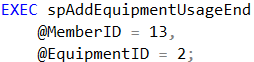 EXEC spAddEquipmentUsageEnd
@MemberID = 13,
@EquipmentID = 2;